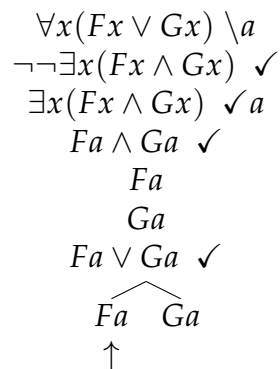 ∀x(Fx ∨ Gx) \a
¬¬∃x(Fx ∧ Gx) ✓
∃x(Fx ∧ Gx) ✓a
Fa ∧ Ga ✓
Fa
Ga
Fa ∨ Ga ✓
Fa Ga
↑